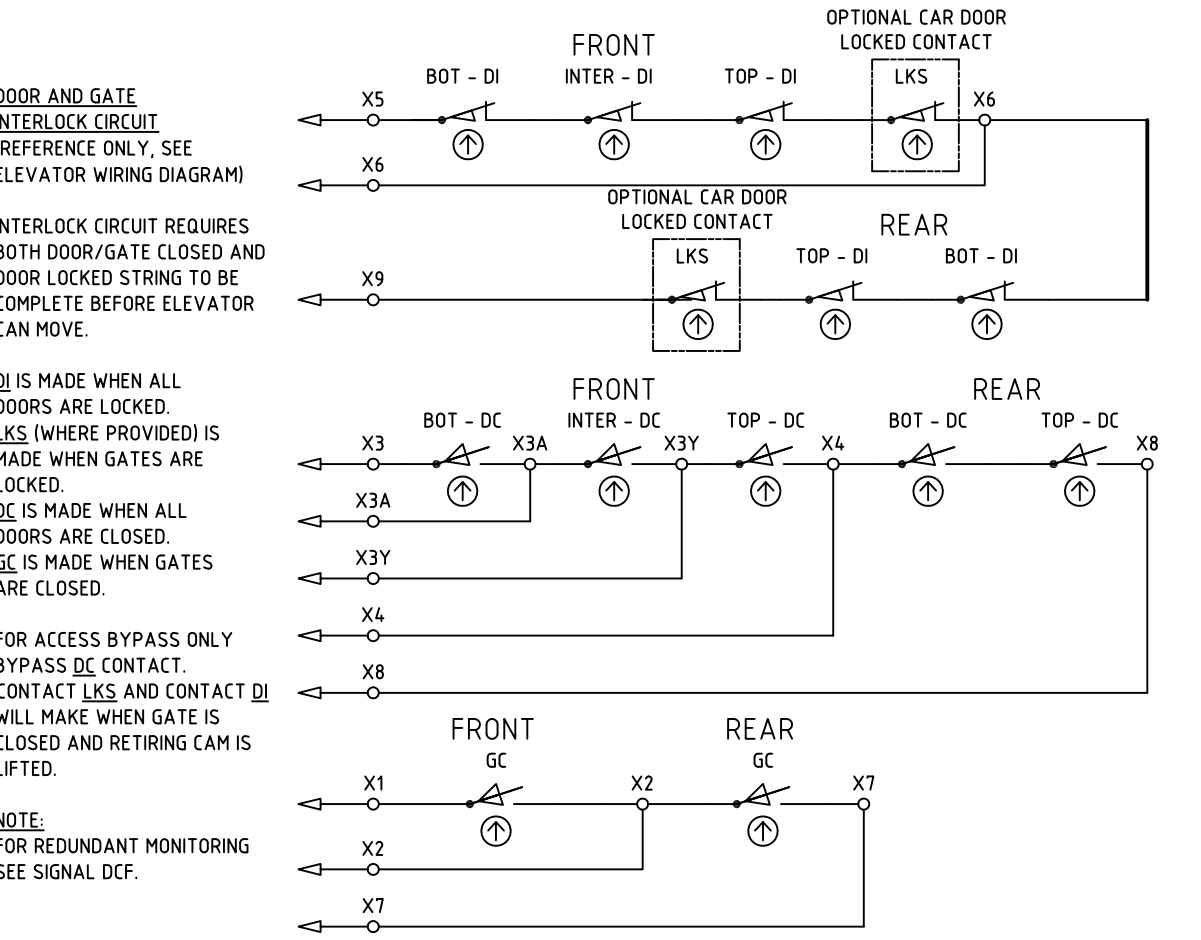 OPTIONAL CAR DOOR
LOCKED CONTACT
FRONT
BOT - DI
INTER - DI
TOP - DI
LKS
X5
X6
X6
OPTIONAL CAR DOOR
LOCKED CONTACT
REAR
LKS
TOP - DI
BOT - DI
X9
FRONT
REAR
BOT - DC
INTER - DC
TOP - DC
BOT - DC
TOP - DC
X3
X3A
X3Y
X4
X8
X3A
X3Y
X4
X8
FRONT
REAR
GC
GC
X1
X2
X7
X2
X7
DOOR AND GATE
NTERLOCK CIRCUIT
REFERENCE ONLY, SEE
ELEVATOR WIRING DIAGRAM)
NTERLOCK CIRCUIT REQUIRES
BOTH DOOR/GATE CLOSED AND
DOOR LOCKED STRING TO BE
COMPLETE BEFORE ELEVATOR
CAN MOVE.
DI IS MADE WHEN ALL
DOORS ARE LOCKED.
LKS (WHERE PROVIDED) IS
MADE WHEN GATES ARE
LOCKED.
DC IS MADE WHEN ALL
DOORS ARE CLOSED.
GC IS MADE WHEN GATES
ARE CLOSED.
FOR ACCESS BYPASS ONLY
BYPASS DC CONTACT.
CONTACT LKS AND CONTACT DI
WILL MAKE WHEN GATE IS
CLOSED AND RETIRING CAM IS
LIFTED.
NOTE:
FOR REDUNDANT MONITORING
SEE SIGNAL DCF.